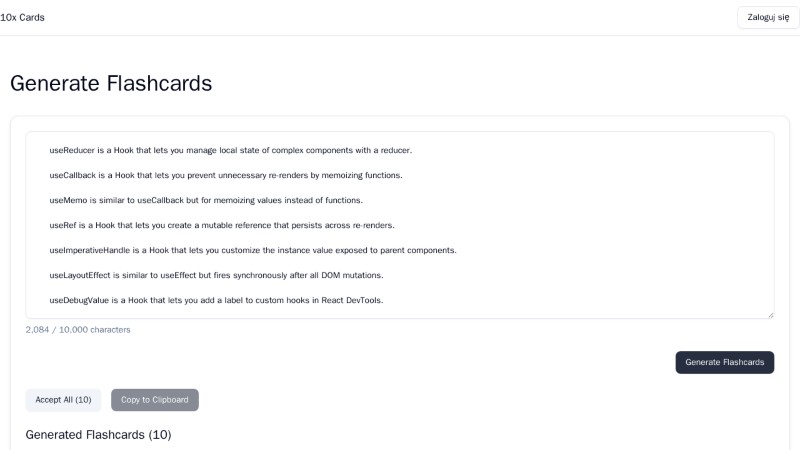 10x Cards
Zaloguj się
Generate Flashcards
useReducer is a Hook that lets you manage local state of complex components with a reducer.
useCallback is a Hook that lets you prevent unnecessary re-renders by memoizing functions.
useMemo is similar to useCallback but for memoizing values instead of functions.
useRef is a Hook that lets you create a mutable reference that persists across re-renders.
useImperativeHandle is a Hook that lets you customize the instance value exposed to parent components.
useLayoutEffect is similar to useEffect but fires synchronously after all DOM mutations.
useDebugValue is a Hook that lets you add a label to custom hooks in React DevTools.
2,084 / 10,000 characters
Generate Flashcards
Accept All (10)
Copy to Clipboard
Generated Flashcards (10)